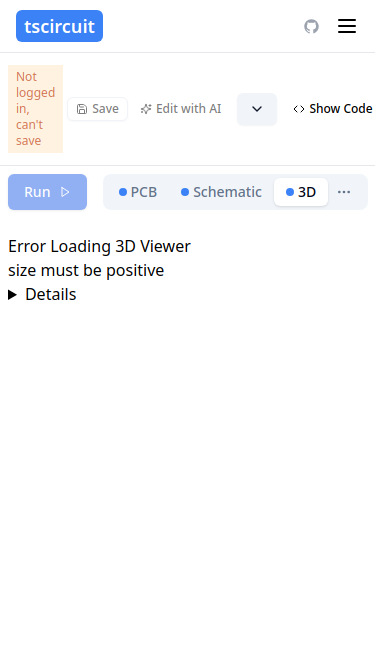 tscircuit
Not
logged
in,
can't
save
Save
Edit with AI
Show Code
Run
PCB
Schematic
3D
Error Loading 3D Viewer
size must be positive
Details